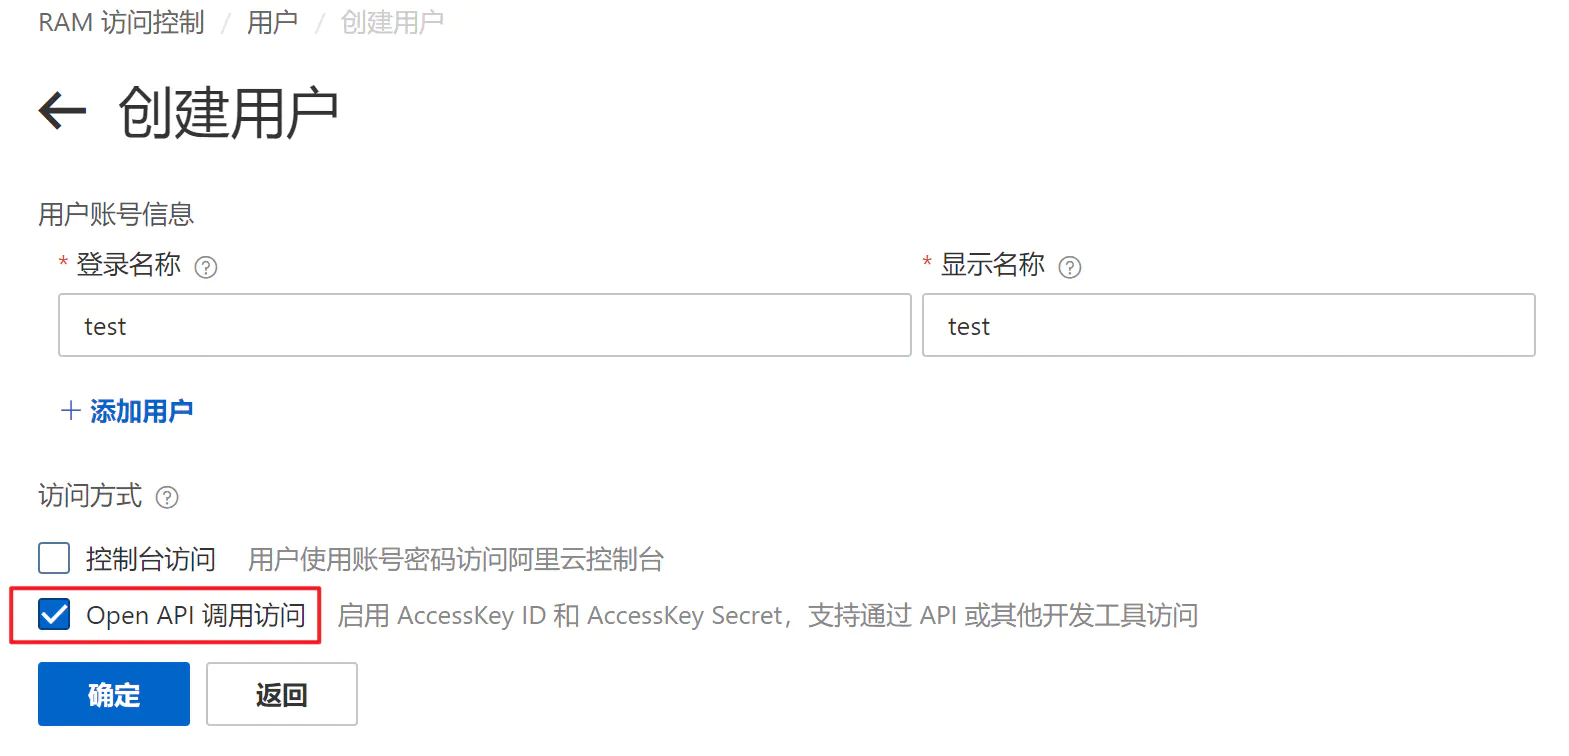 RAM 访问控制 / 用户 / 创建用户
创建用户
用户账号信息
* 登录名称 ? * 显示名称 ?
test test
+ 添加用户
访问方式 ?
控制台访问 用户使用账号密码访问阿里云控制台
Open API 调用访问 启用 AccessKey ID 和 AccessKey Secret，支持通过 API 或其他开发工具访问
确定 返回